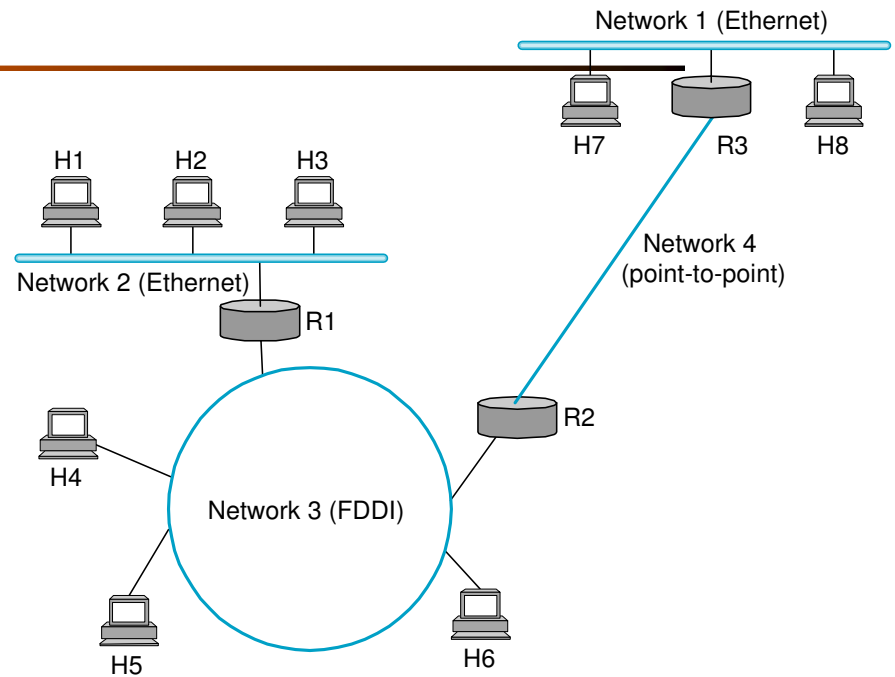 Network 1 (Ethernet)
H7
R3
H8
H1
H2
H3
Network 4
(point-to-point)
Network 2 (Ethernet)
R1
R2
H4
Network 3 (FDDI)
H5
H6